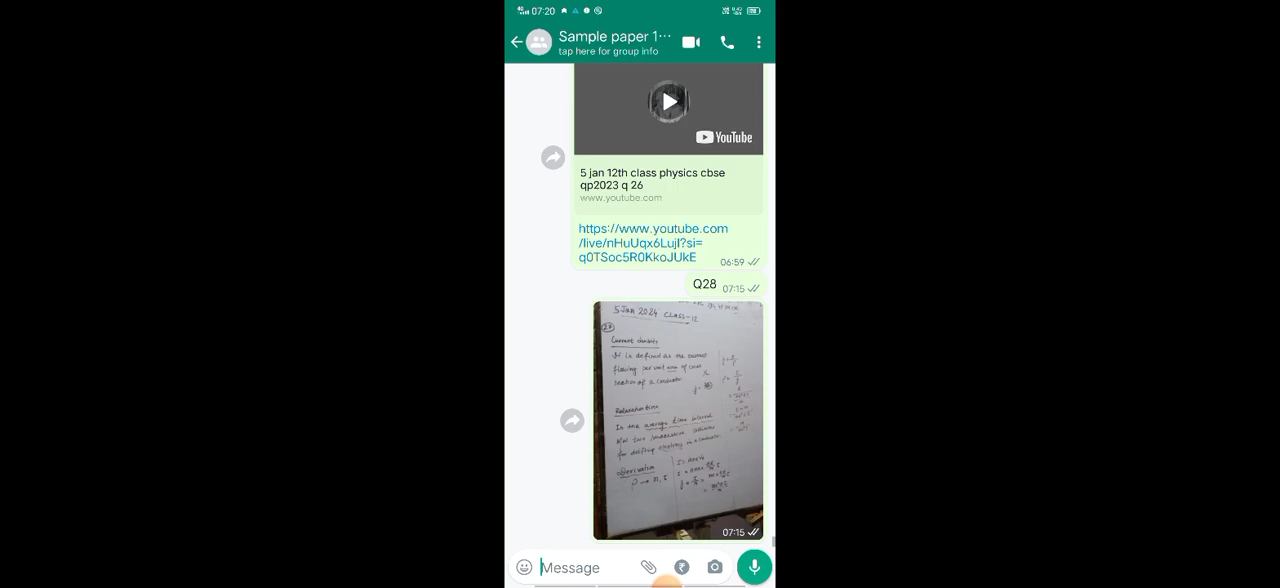 07:20
Sample paper 1...
tap here for group info
YouTube
5 jan 12th class physics cbse
qp2023 q 26
www.youtube.com
https://www.youtube.com
/live/nHuUqx6LujI?si=
q0TSoc5R0KkoJUkE
06:59
Q28
07:15
5 Jan 2024 CLASS-12
Current density
It is defined as the current
flowing per unit area of cross
section of a conductor
Relaxation time
Is the average time interval
two successive collisions
for in a conductor
Derivation
07:15
Message